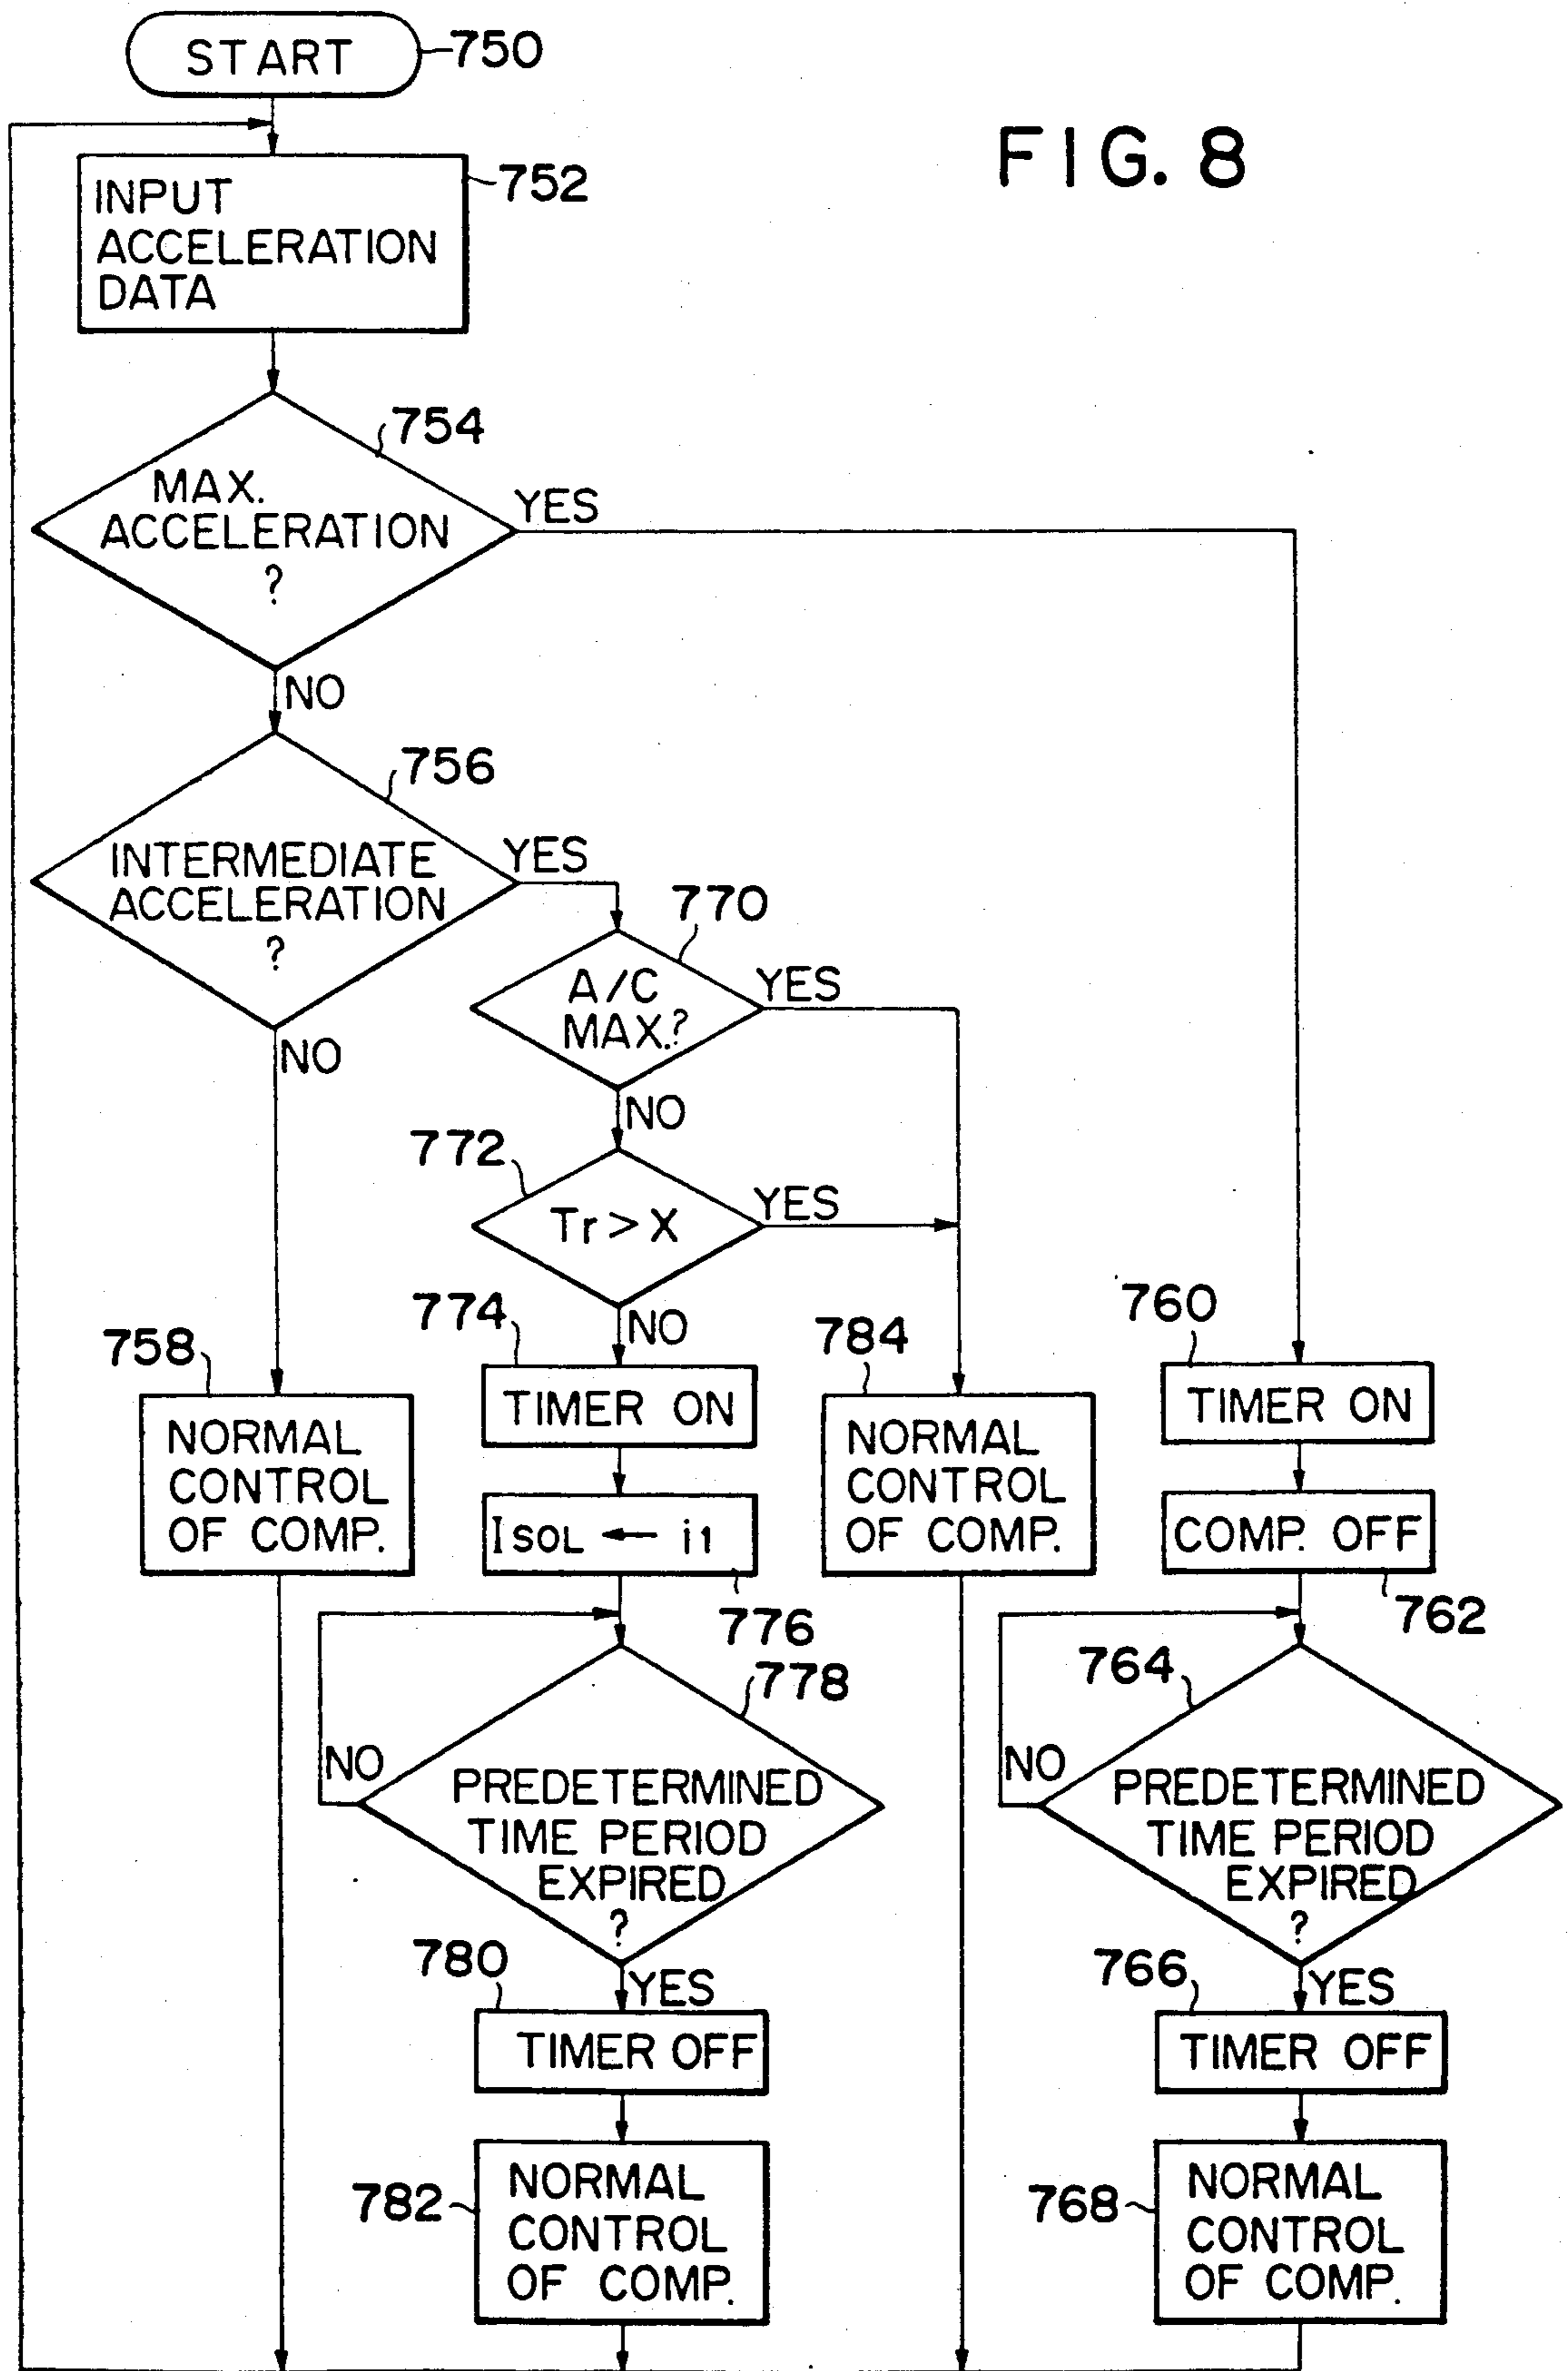 START
750
FIG. 8
752
INPUT
ACCELERATION
DATA
754
MAX.
ACCELERATION
?
YES
NO
756
INTERMEDIATE
ACCELERATION
?
YES
NO
770
A/C
MAX.?
YES
NO
772
Tr > X
YES
NO
774
TIMER ON
758
NORMAL
CONTROL
OF COMP.
784
NORMAL
CONTROL
OF COMP.
760
TIMER ON
ISOL ← i1
776
COMP. OFF
762
778
NO
PREDETERMINED
TIME PERIOD
EXPIRED
?
YES
764
NO
PREDETERMINED
TIME PERIOD
EXPIRED
?
YES
780
TIMER OFF
766
TIMER OFF
782
NORMAL
CONTROL
OF COMP.
768
NORMAL
CONTROL
OF COMP.